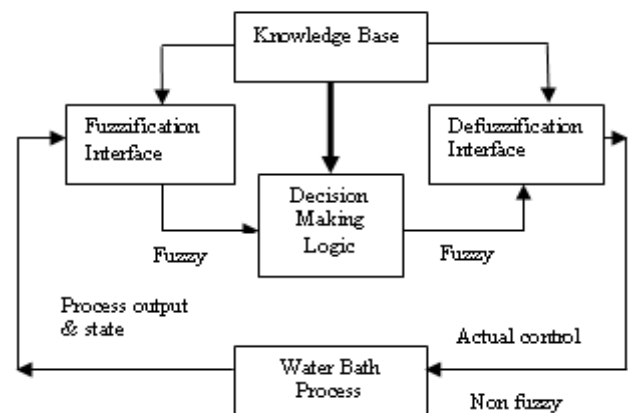 Knowledge Base
Fuzzification
Interface
Defuzzification
Interface
Decision
Making
Logic
Fuzzy
Fuzzy
Process output
& state
Actual control
Water Bath
Process
Non fuzzy